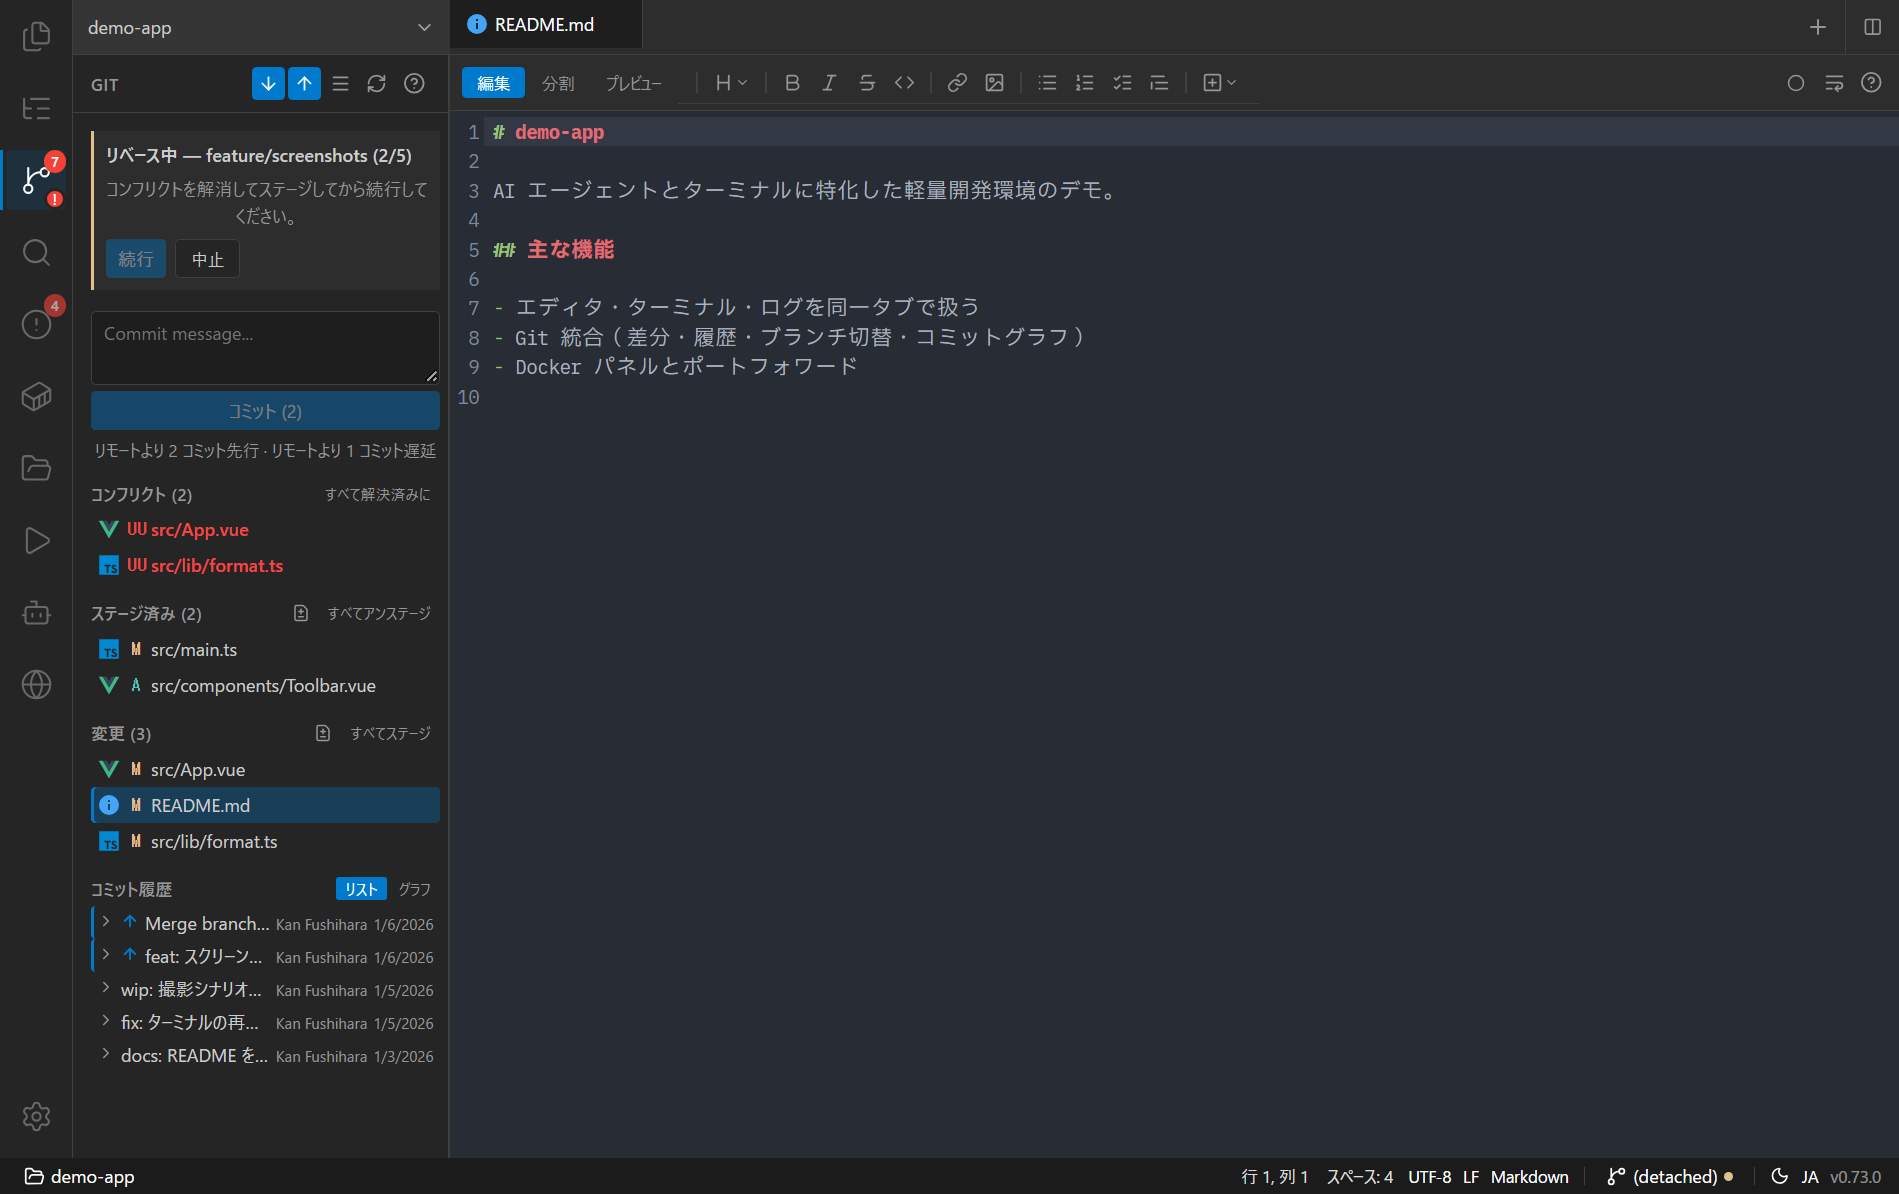 demo-app
README.md
GIT
編集
分割
プレビュー
H
7
!
リベース中 — feature/screenshots (2/5)
コンフリクトを解消してステージしてから続行して
ください。
続行
中止
4
Commit message...
コミット (2)
リモートより 2 コミット先行 · リモートより 1 コミット遅延
コンフリクト (2)
すべて解決済みに
UU src/App.vue
TS UU src/lib/format.ts
ステージ済み (2)
すべてアンステージ
TS M src/main.ts
A src/components/Toolbar.vue
変更 (3)
すべてステージ
M src/App.vue
M README.md
TS M src/lib/format.ts
コミット履歴
リスト
グラフ
Merge branch... Kan Fushihara 1/6/2026
feat: スクリーン... Kan Fushihara 1/6/2026
wip: 撮影シナリオ... Kan Fushihara 1/5/2026
fix: ターミナルの再... Kan Fushihara 1/5/2026
docs: README を... Kan Fushihara 1/3/2026
1 # demo-app
2
3 AI エージェントとターミナルに特化した軽量開発環境のデモ。
4
5 ## 主な機能
6
7 - エディタ・ターミナル・ログを同一タブで扱う
8 - Git 統合（差分・履歴・ブランチ切替・コミットグラフ）
9 - Docker パネルとポートフォワード
10
demo-app
行 1, 列 1
スペース: 4
UTF-8
LF
Markdown
(detached)
JA
v0.73.0